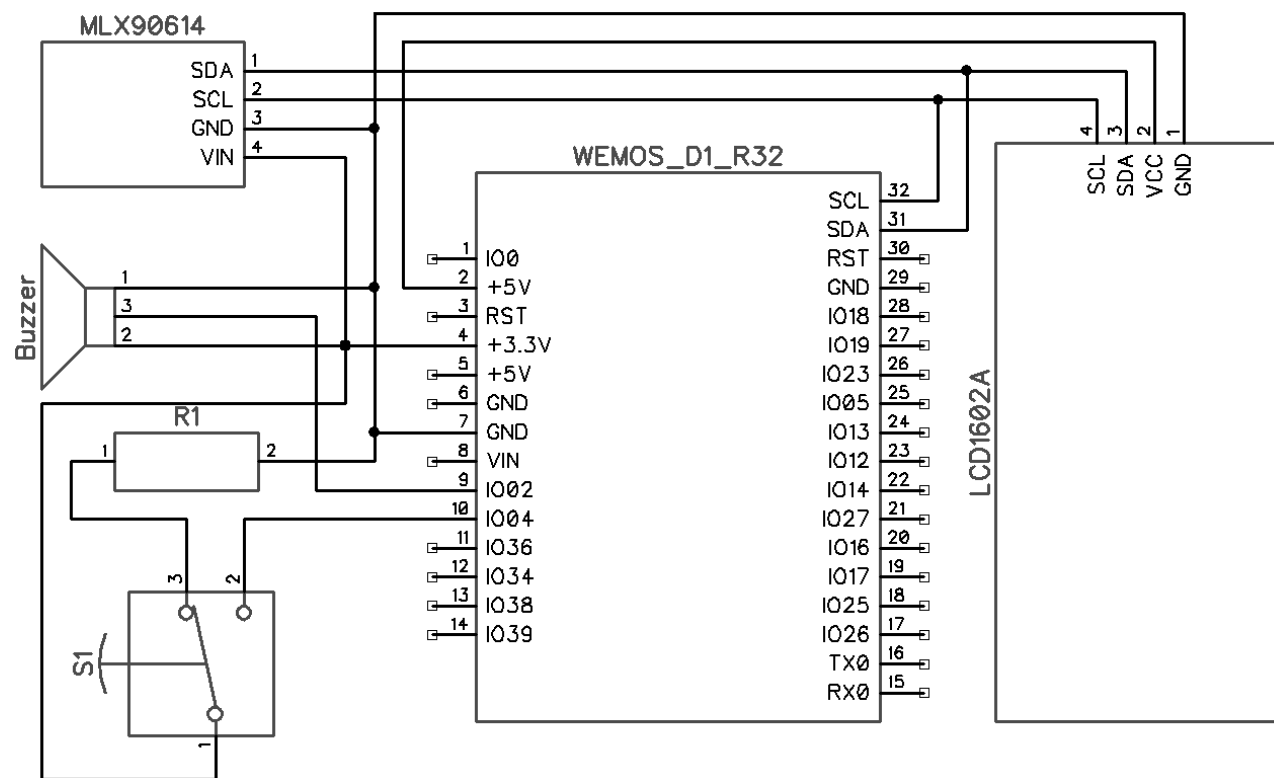 MLX90614
SDA 1
SCL 2
GND 3
VIN 4
Buzzer
1
3
2
R1
1 2
S1
3 2
1
WEMOS_D1_R32
1 IO0
2 +5V
3 RST
4 +3.3V
5 +5V
6 GND
7 GND
8 VIN
9 IO02
10 IO04
11 IO36
12 IO34
13 IO38
14 IO39
SCL 32
SDA 31
RST 30
GND 29
IO18 28
IO19 27
IO23 26
IO05 25
IO13 24
IO12 23
IO14 22
IO27 21
IO16 20
IO17 19
IO25 18
IO26 17
TX0 16
RX0 15
LCD1602A
4 SCL
3 SDA
2 VCC
1 GND